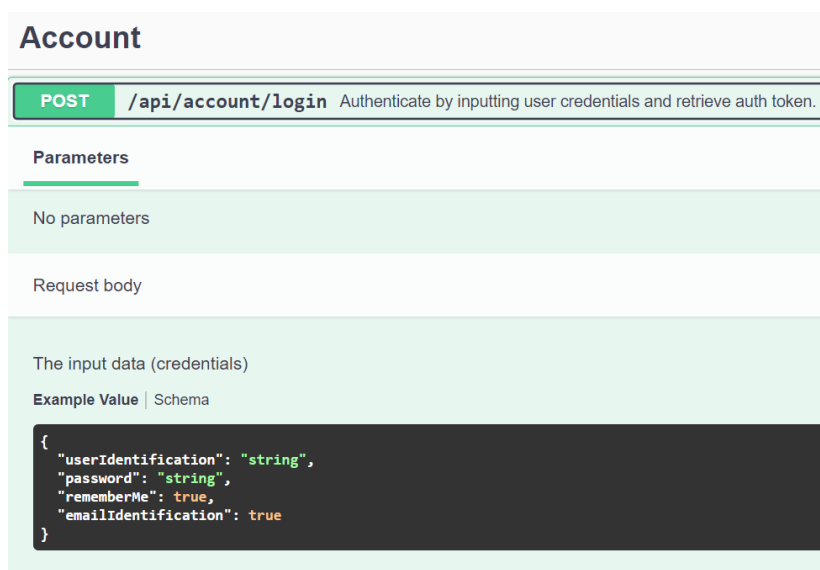 Account
POST /api/account/login Authenticate by inputting user credentials and retrieve auth token.
Parameters
No parameters
Request body
The input data (credentials)
Example Value | Schema
{
  "userIdentification": "string",
  "password": "string",
  "rememberMe": true,
  "emailIdentification": true
}